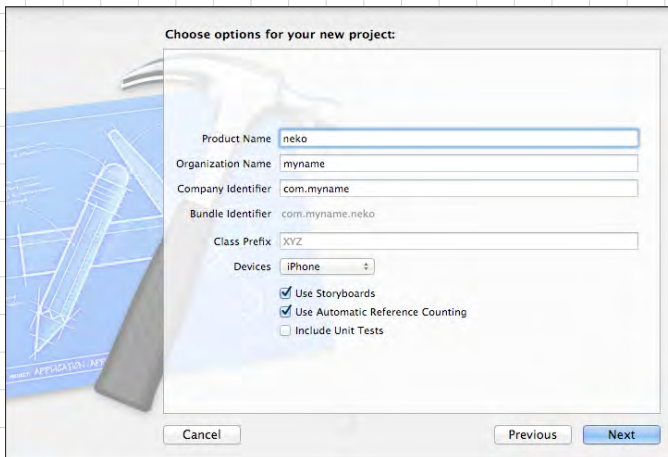 Choose options for your new project:
Product Name neko
Organization Name myname
Company Identifier com.myname
Bundle Identifier com.myname.neko
Class Prefix XYZ
Devices iPhone
Use Storyboards
Use Automatic Reference Counting
Include Unit Tests
APPLICATION.APP
Cancel Previous Next